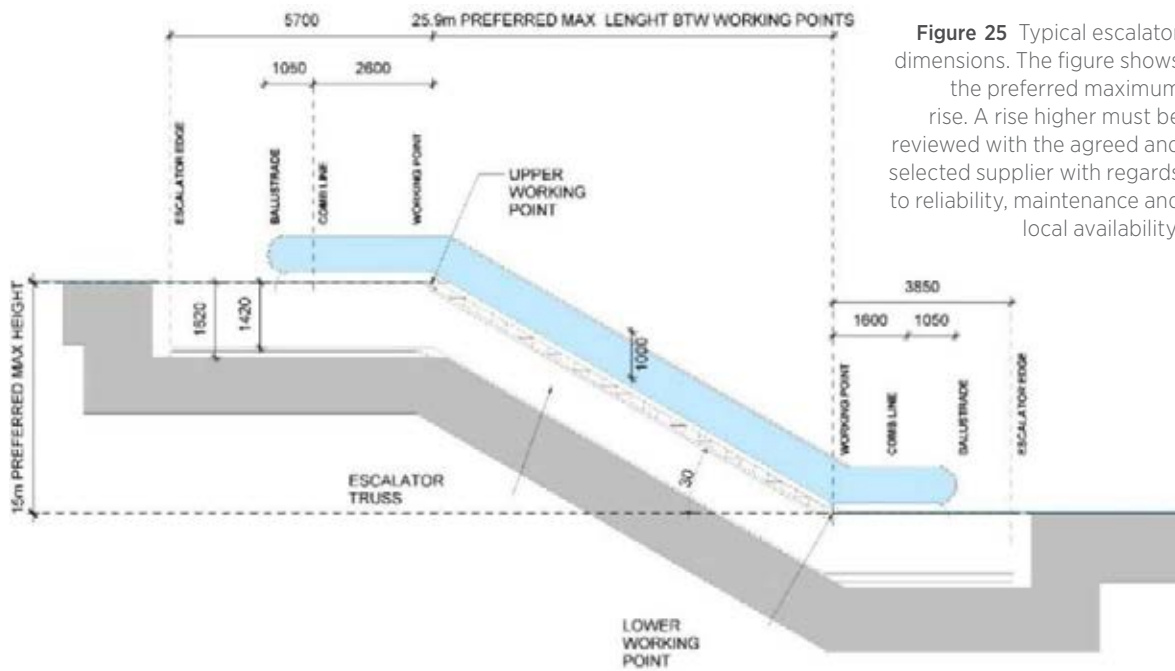 5700
25.9m PREFERRED MAX LENGHT BTW WORKING POINTS
1050
2600
ESCALATOR EDGE
BALUSTRADE
COMB LINE
WORKING POINT
UPPER
WORKING
POINT
Figure 25 Typical escalator
dimensions. The figure shows
the preferred maximum
rise. A rise higher must be
reviewed with the agreed and
selected supplier with regards
to reliability, maintenance and
local availability
15m PREFERRED MAX HEIGHT
1620
1420
1000
3850
1600
1050
WORKING POINT
COMB LINE
BALUSTRADE
ESCALATOR EDGE
ESCALATOR
TRUSS
30
LOWER
WORKING
POINT